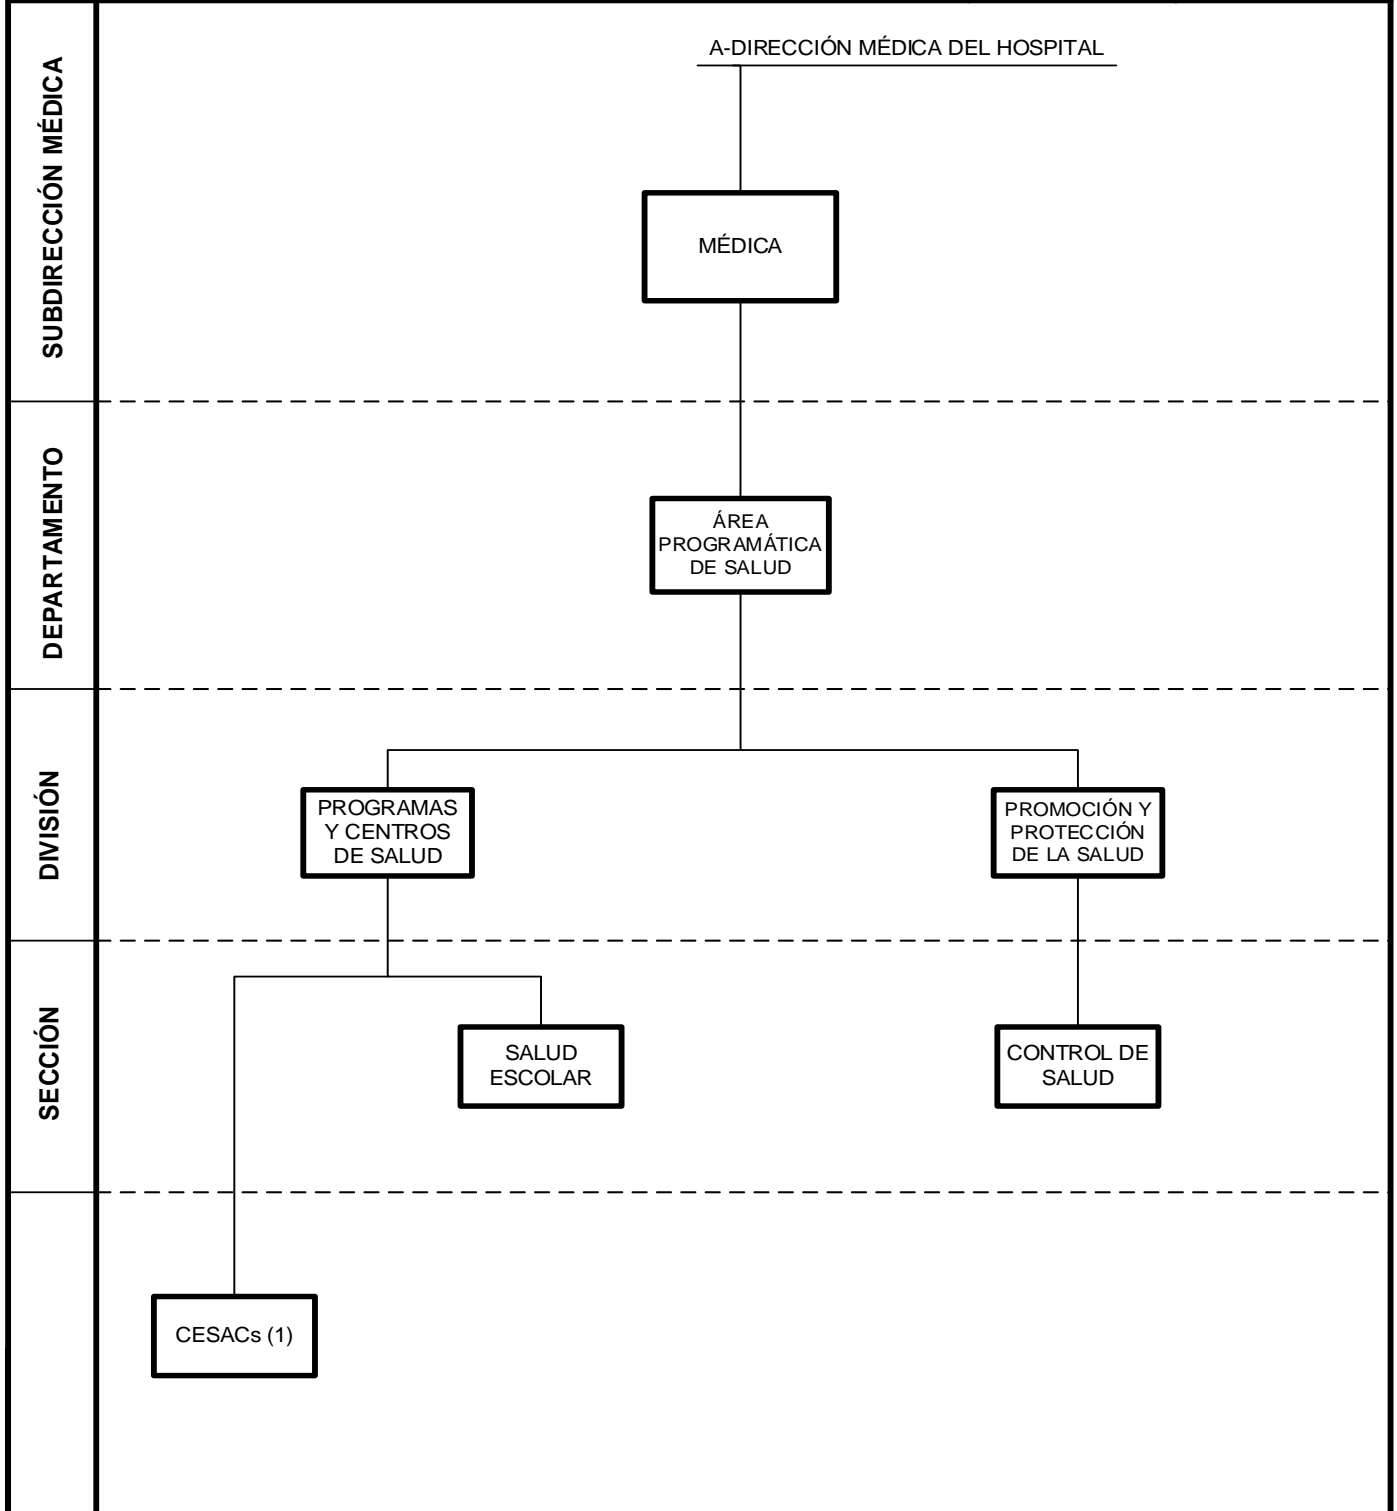 A-DIRECCIÓN MÉDICA DEL HOSPITAL
SUBDIRECCIÓN MÉDICA
MÉDICA
DEPARTAMENTO
ÁREA
PROGRAMÁTICA
DE SALUD
DIVISIÓN
PROGRAMAS
Y CENTROS
DE SALUD
PROMOCIÓN Y
PROTECCIÓN
DE LA SALUD
SECCIÓN
SALUD
ESCOLAR
CONTROL DE
SALUD
CESACs (1)